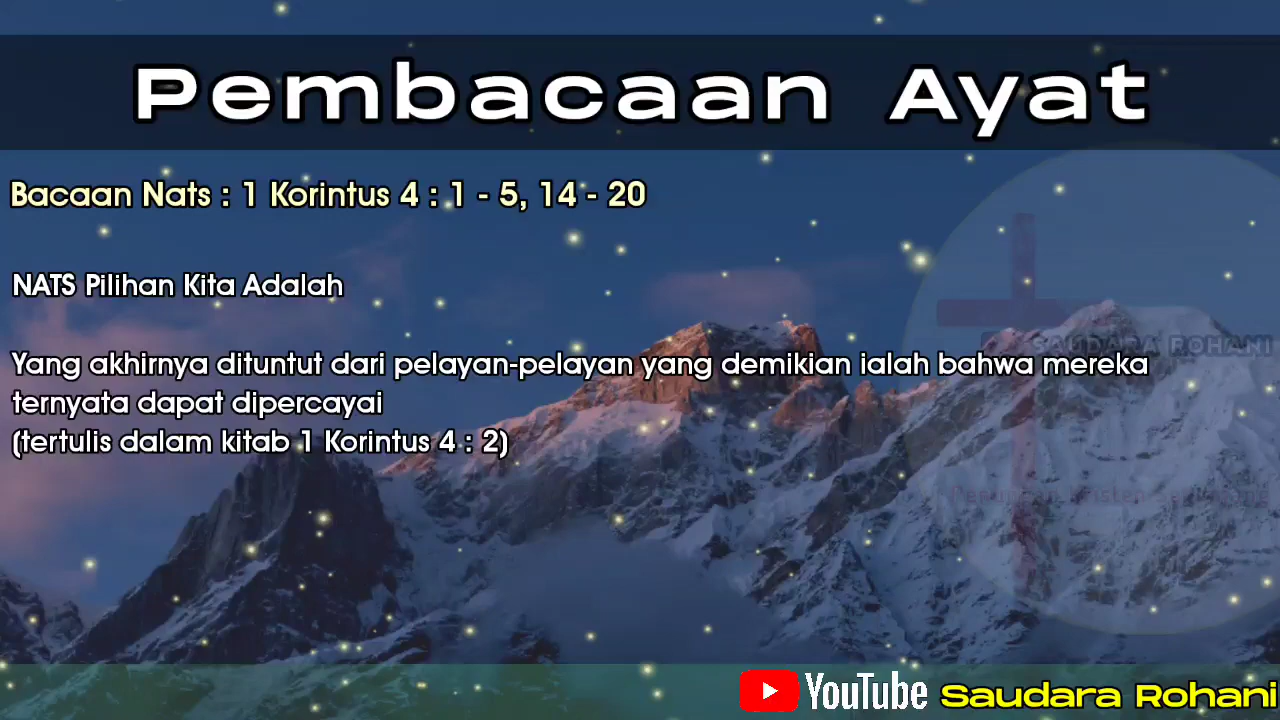 Pembacaan Ayat
Bacaan Nats : 1 Korintus 4 : 1 - 5, 14 - 20
NATS Pilihan Kita Adalah
SAUDARA ROHANI
Yang akhirnya dituntut dari pelayan-pelayan yang demikian ialah bahwa mereka
ternyata dapat dipercayai
(tertulis dalam kitab 1 Korintus 4 : 2)
YouTube Saudara Rohani